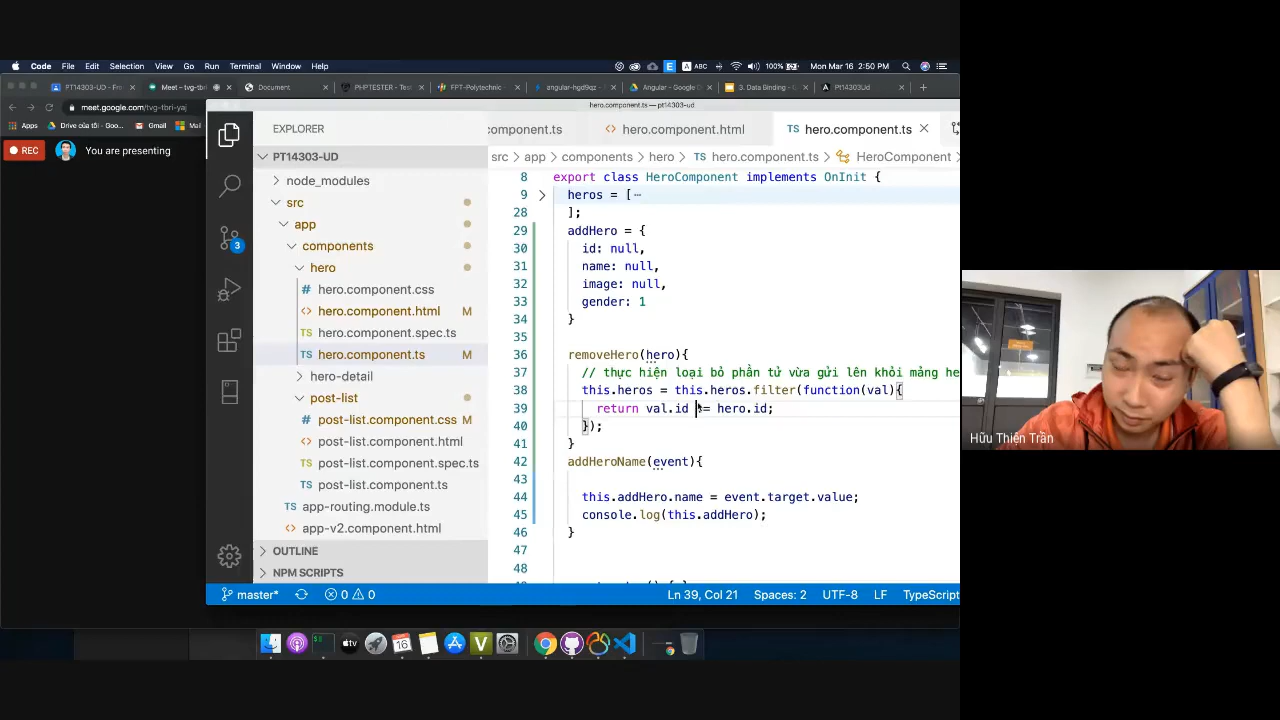 Code File Edit Selection View Go Run Terminal Window Help
ABC 100% Mon Mar 16 2:50 PM
PT14303-UD - F Meet – tvg-tbri Document PHPTESTER - Test FPT-Polytechnic - angular-hgd9qz - Angular - Google 3. Data Binding - PT14303Ud
meet.google.com/tvg-tbri-yaj
hero.component.ts — pt14303-ud
Apps Drive của tôi - Goo... Gmail Mail
REC You are presenting
EXPLORER
component.ts hero.component.html hero.component.ts
PT14303-UD
src > app > components > hero > TS hero.component.ts > HeroComponent >
node_modules
src
app
components
hero
# hero.component.css
<> hero.component.html M
TS hero.component.spec.ts
TS hero.component.ts M
hero-detail
post-list
# post-list.component.css M
<> post-list.component.html
TS post-list.component.spec.ts
TS post-list.component.ts
TS app-routing.module.ts
<> app-v2.component.html
OUTLINE
NPM SCRIPTS
3
8 export class HeroComponent implements OnInit {
9 heros = [
28 ];
29 addHero = {
30 id: null,
31 name: null,
32 image: null,
33 gender: 1
34 }
35
36 removeHero(hero){
37 // thực hiện loại bỏ phần tử vừa gửi lên khỏi mảng he
38 this.heros = this.heros.filter(function(val){
39 return val.id != hero.id;
40 });
41 }
42 addHeroName(event){
43
44 this.addHero.name = event.target.value;
45 console.log(this.addHero);
46 }
47
48
master* 0 0 Ln 39, Col 21 Spaces: 2 UTF-8 LF TypeScript
16
Hữu Thiện Trần